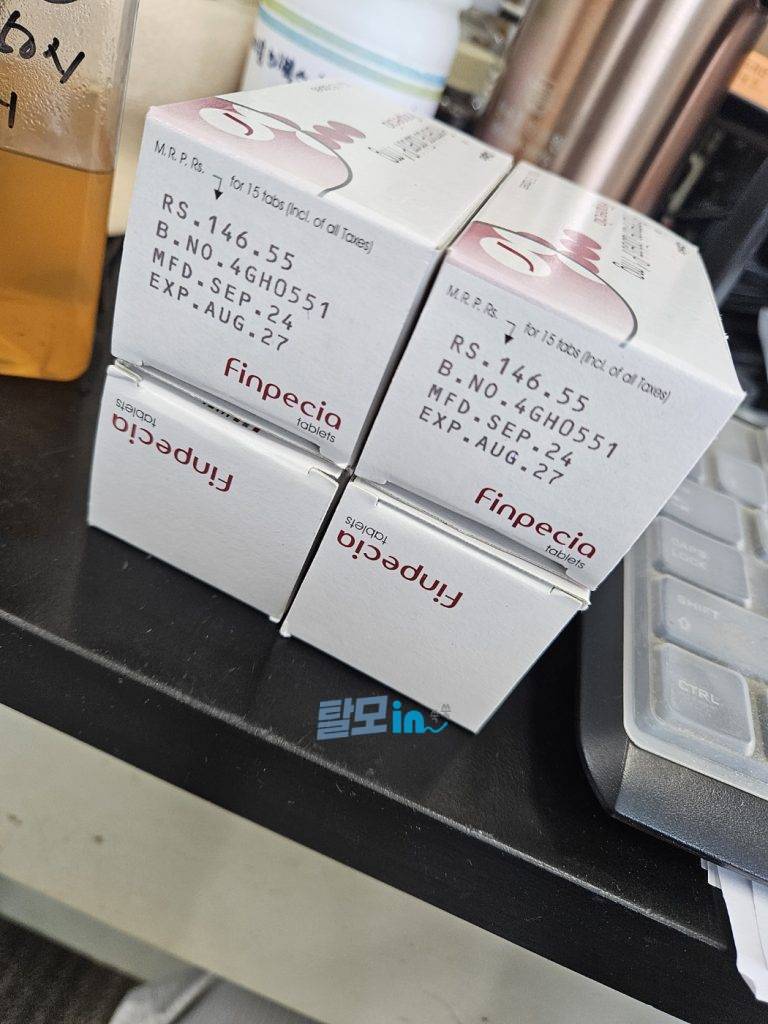 M.R.P. Rs. for 15 tabs (Incl. of all Taxes)
RS.146.55
B.NO.4GH0551
MFD.SEP.24
EXP.AUG.27
Finpecia
tablets
M.R.P. Rs. for 15 tabs (Incl. of all Taxes)
RS.146.55
B.NO.4GH0551
MFD.SEP.24
EXP.AUG.27
Finpecia
tablets
Finpecia
tablets
Finpecia
tablets
탈모in
CAPS LOCK
SHIFT
CTRL